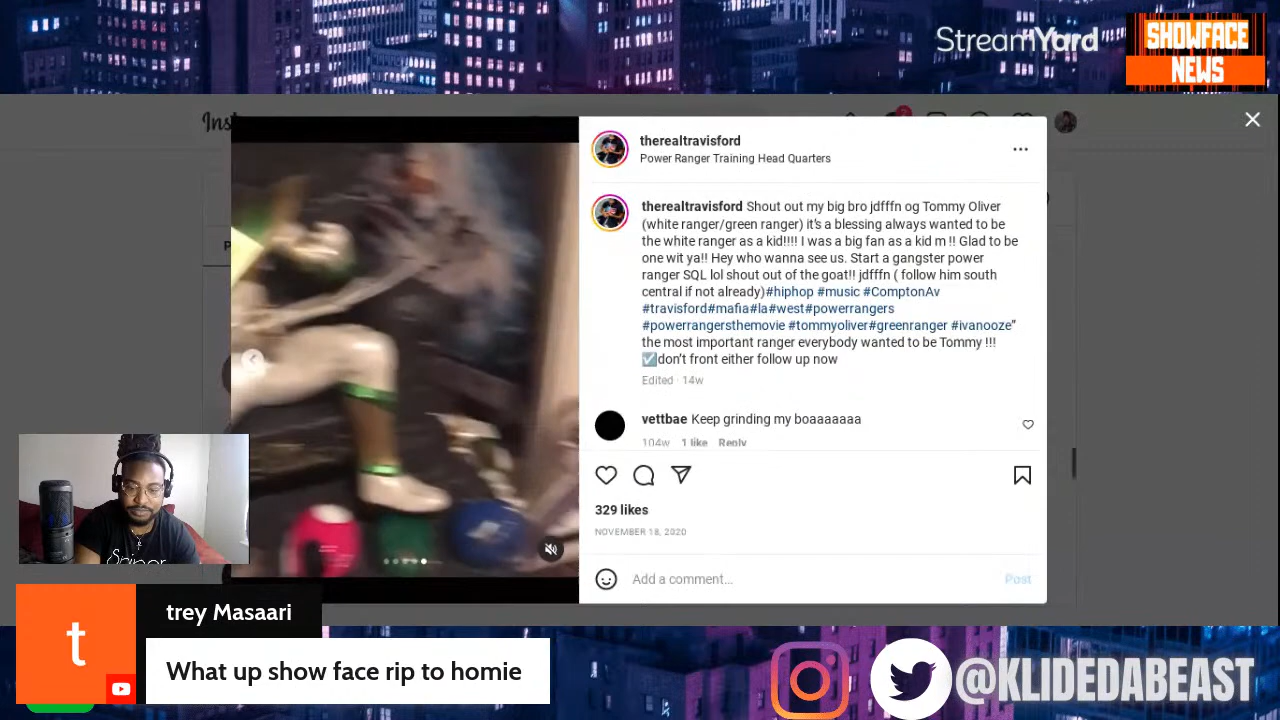 StreamYard
SHOWFACE
NEWS
Ins
therealtravisford
Power Ranger Training Head Quarters
therealtravisford Shout out my big bro jdfffn og Tommy Oliver
(white ranger/green ranger) it's a blessing always wanted to be
the white ranger as a kid!!!! I was a big fan as a kid m !! Glad to be
one wit ya!! Hey who wanna see us. Start a gangster power
ranger SQL lol shout out of the goat!! jdfffn ( follow him south
central if not already)#hiphop #music #ComptonAv
#travisford#mafia#la#west#powerrangers
#powerrangersthemovie #tommyoliver#greenranger #ivanooze”
the most important ranger everybody wanted to be Tommy !!!
☑️don’t front either follow up now
Edited · 14w
vettbae Keep grinding my boaaaaaaa
104w 1 like Reply
329 likes
NOVEMBER 18, 2020
Add a comment...
Post
t
trey Masaari
What up show face rip to homie
@KLIDEDABEAST